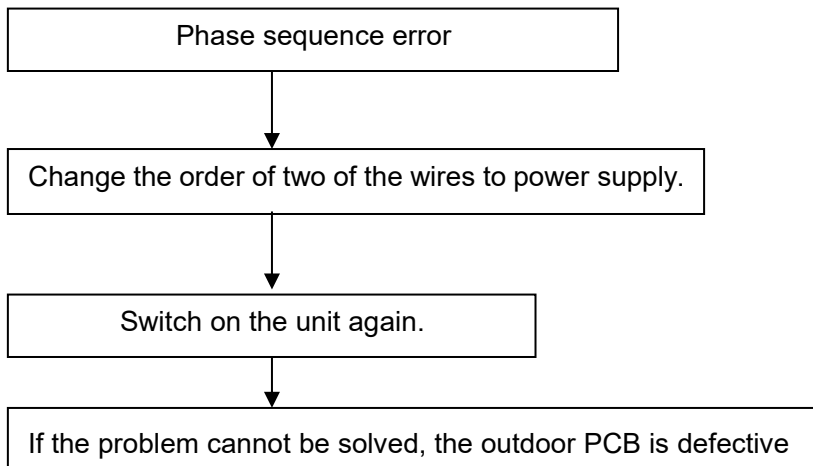 Phase sequence error
Change the order of two of the wires to power supply.
Switch on the unit again.
If the problem cannot be solved, the outdoor PCB is defective